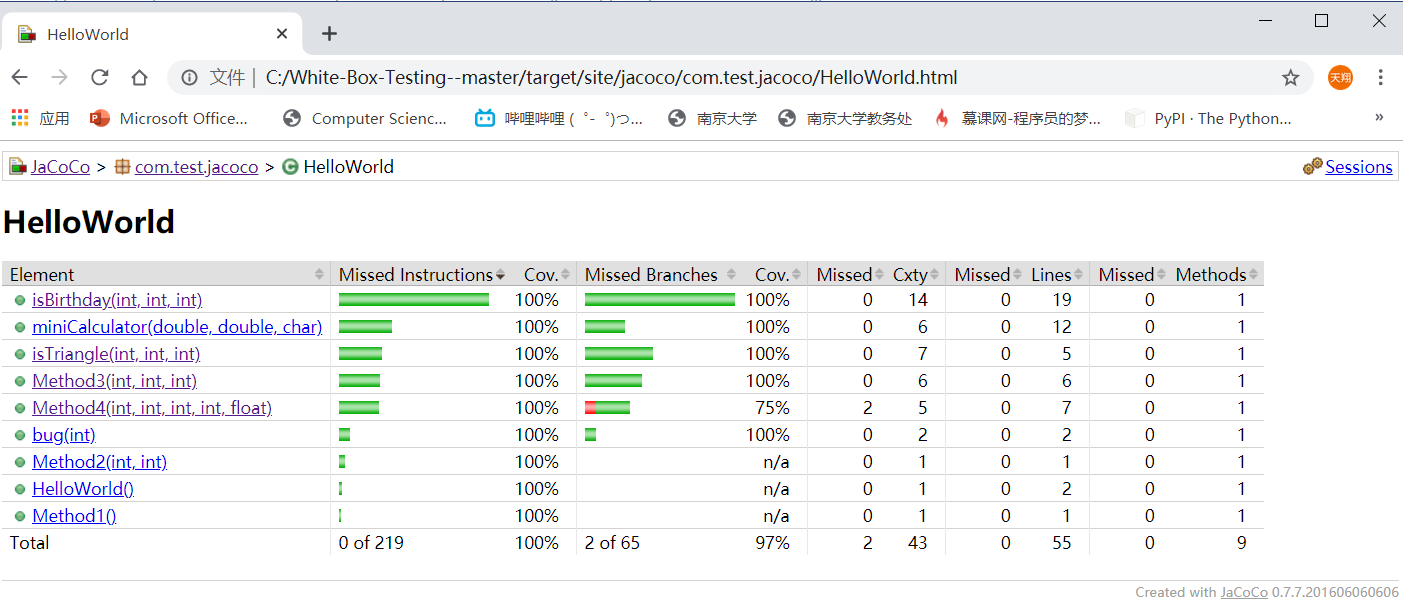 HelloWorld
文件 | C:/White-Box-Testing--master/target/site/jacoco/com.test.jacoco/HelloWorld.html 天翔
应用 Microsoft Office... Computer Scienc... 哔哩哔哩 ( ゜- ゜)つ... 南京大学 南京大学教务处 慕课网-程序员的梦... PyPI · The Python... »
JaCoCo > com.test.jacoco > HelloWorld Sessions
HelloWorld
Element Missed Instructions Cov. Missed Branches Cov. Missed Cxty Missed Lines Missed Methods
isBirthday(int, int, int) 100% 100% 0 14 0 19 0 1
miniCalculator(double, double, char) 100% 100% 0 6 0 12 0 1
isTriangle(int, int, int) 100% 100% 0 7 0 5 0 1
Method3(int, int, int) 100% 100% 0 6 0 6 0 1
Method4(int, int, int, int, float) 100% 75% 2 5 0 7 0 1
bug(int) 100% 100% 0 2 0 2 0 1
Method2(int, int) 100% n/a 0 1 0 1 0 1
HelloWorld() 100% n/a 0 1 0 2 0 1
Method1() 100% n/a 0 1 0 1 0 1
Total 0 of 219 100% 2 of 65 97% 2 43 0 55 0 9
Created with JaCoCo 0.7.7.201606060606